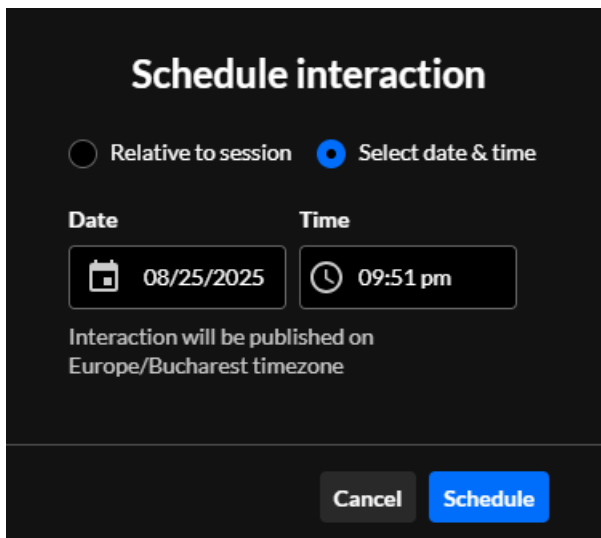 Schedule interaction
Relative to session Select date & time
Date Time
08/25/2025 09:51 pm
Interaction will be published on
Europe/Bucharest timezone
Cancel Schedule